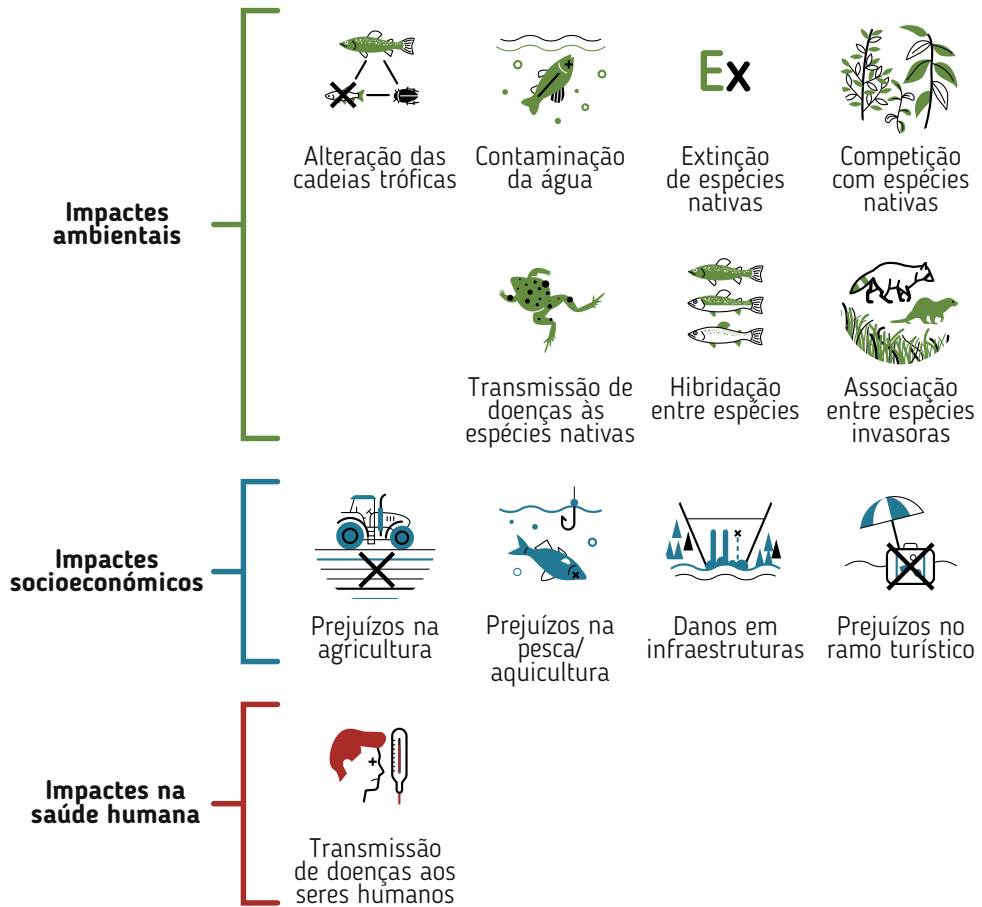 Impactes
ambientais
Alteração das
cadeias tróficas
Contaminação
da água
Ex
Extinção
de espécies
nativas
Competição
com espécies
nativas
Transmissão de
doenças às
espécies nativas
Hibridação
entre espécies
Associação
entre espécies
invasoras
Impactes
socioeconómicos
Prejuízos na
agricultura
Prejuízos na
pesca/
aquicultura
Danos em
infraestruturas
Prejuízos no
ramo turístico
Impactes na
saúde humana
Transmissão
de doenças aos
seres humanos